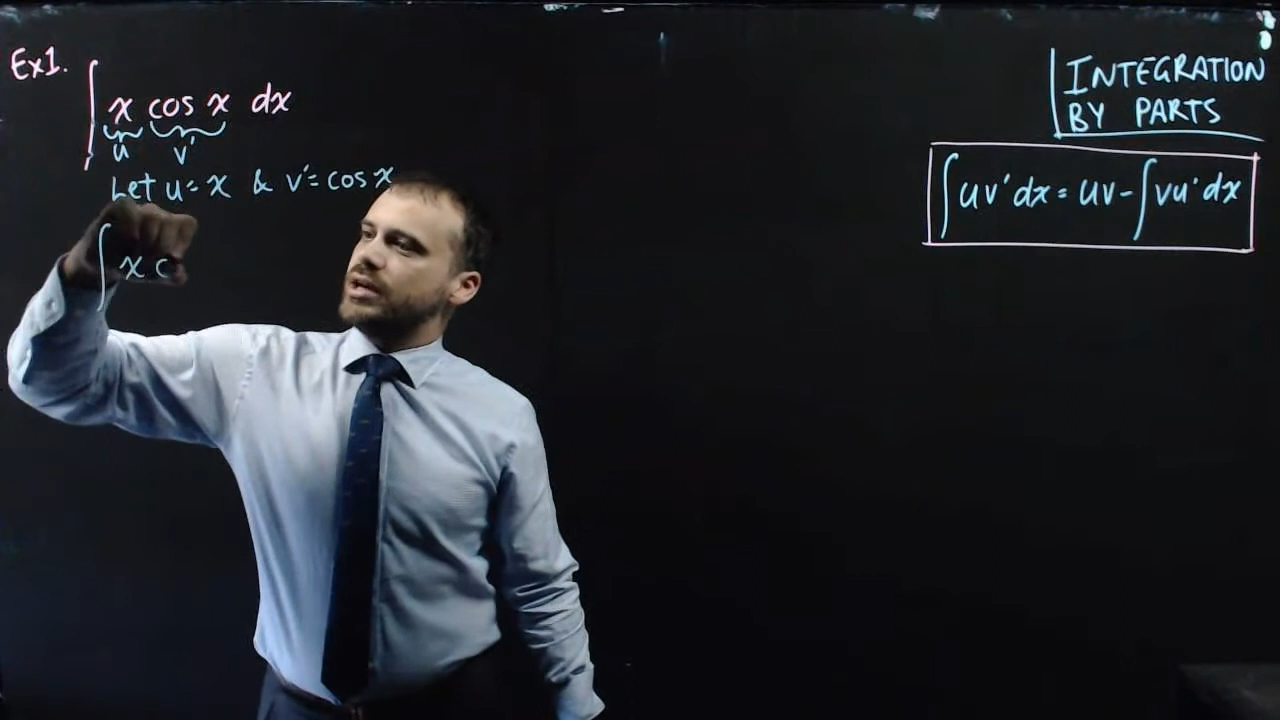 Ex1. ∫ x cos x dx
u v'
Let u = x & v' = cos x
∫ x c
INTEGRATION
BY PARTS
∫ uv' dx = uv - ∫ vu' dx